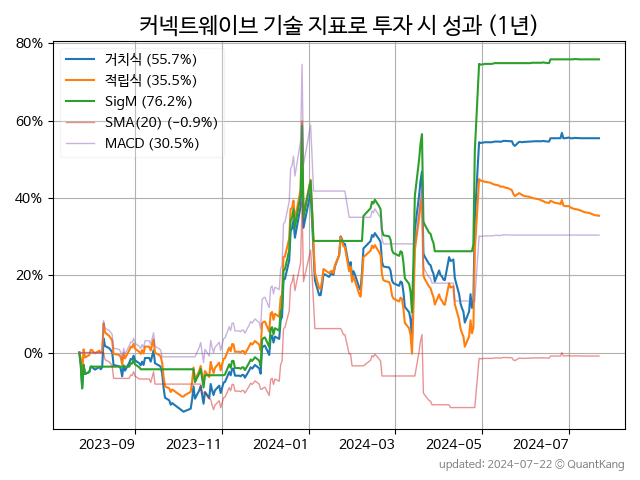 커넥트웨이브 기술 지표로 투자 시 성과 (1년)
80%
60%
40%
20%
0%
거치식 (55.7%)
적립식 (35.5%)
SigM (76.2%)
SMA(20) (−0.9%)
MACD (30.5%)
2023−09
2023−11
2024−01
2024−03
2024−05
2024−07
updated: 2024-07-22 © QuantKang